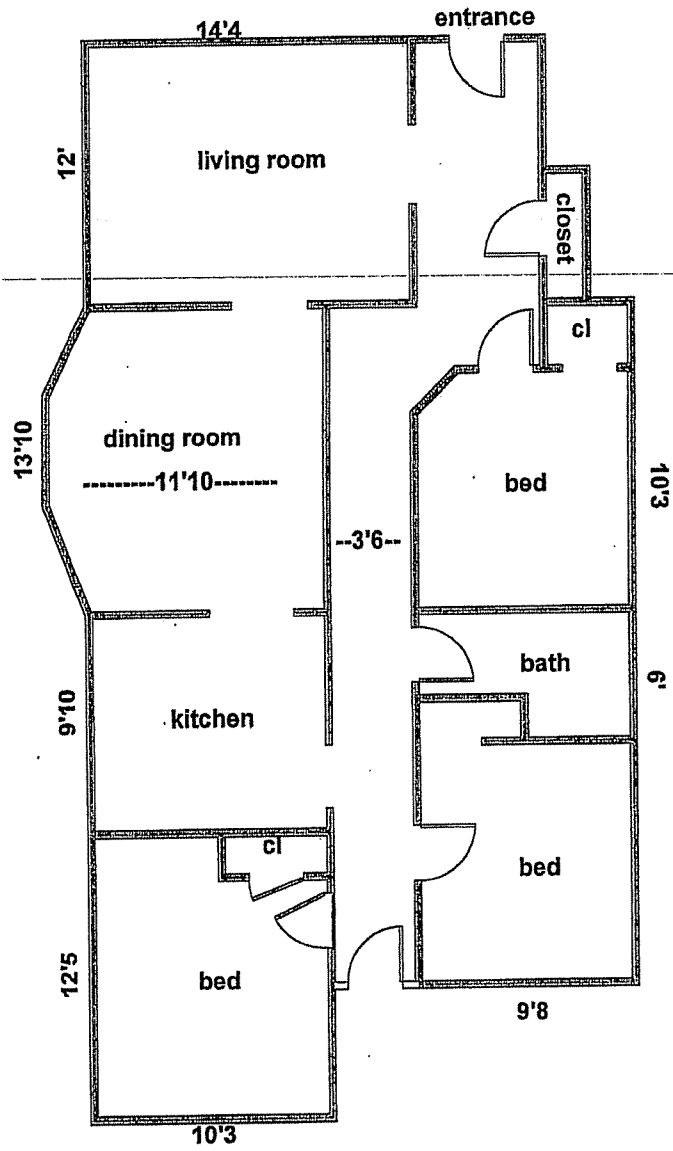 entrance
14'4
12'
living room
closet
cl
dining room
13'10
---------11'10--------
bed
10'3
--3'6--
bath
6'
kitchen
9'10
cl
bed
bed
12'5
9'8
10'3